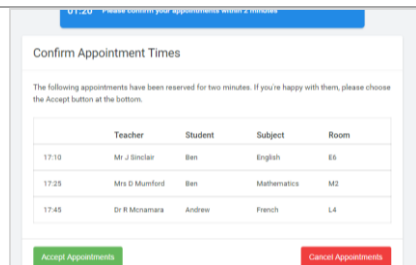 01:20 Please confirm your appointments within 2 minutes
Confirm Appointment Times
The following appointments have been reserved for two minutes. If you're happy with them, please choose
the Accept button at the bottom.
Teacher Student Subject Room
17:10 Mr J Sinclair Ben English E6
17:25 Mrs D Mumford Ben Mathematics M2
17:45 Dr R Mcnamara Andrew French L4
Accept Appointments Cancel Appointments